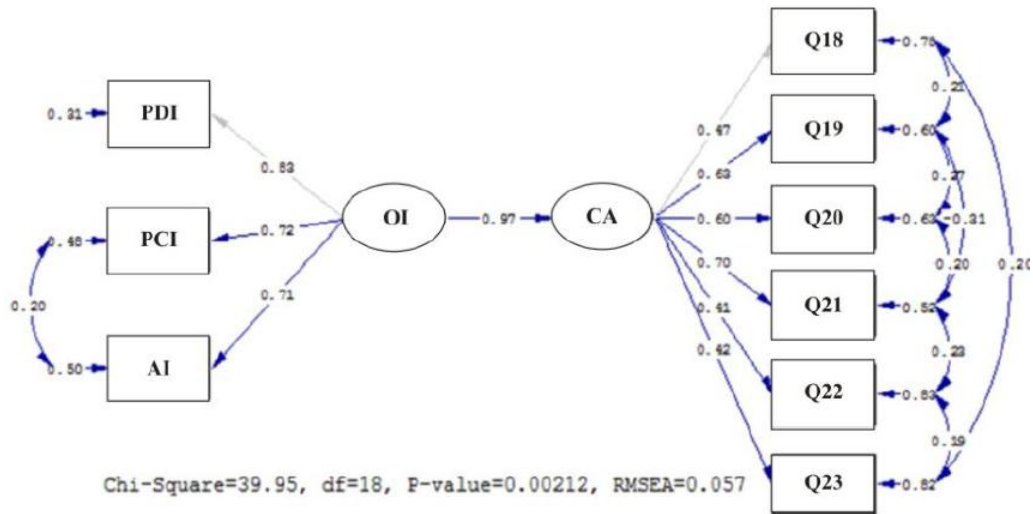 Q18
0.78
0.21
PDI
0.31
Q19
0.60
0.47
0.83
0.63
0.27
OI
0.97
CA
0.60
Q20
0.63
-0.31
PCI
0.48
0.72
0.70
0.20
0.20
0.20
0.71
0.41
Q21
0.52
0.42
0.23
AI
0.50
Q22
0.83
0.19
Chi-Square=39.95, df=18, P-value=0.00212, RMSEA=0.057
Q23
0.82